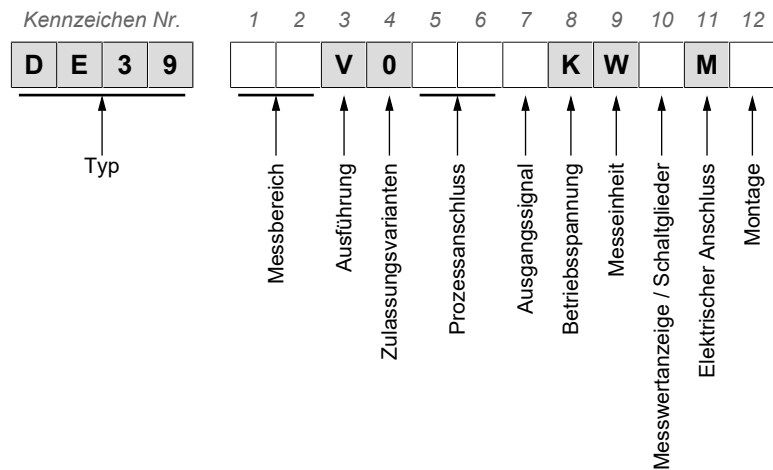 Kennzeichen Nr. 1 2 3 4 5 6 7 8 9 10 11 12
D E 3 9 V 0 K W M
Typ
Messbereich
Ausführung
Zulassungsvarianten
Prozessanschluss
Ausgangssignal
Betriebsspannung
Messeinheit
Messwertanzeige / Schaltglieder
Elektrischer Anschluss
Montage